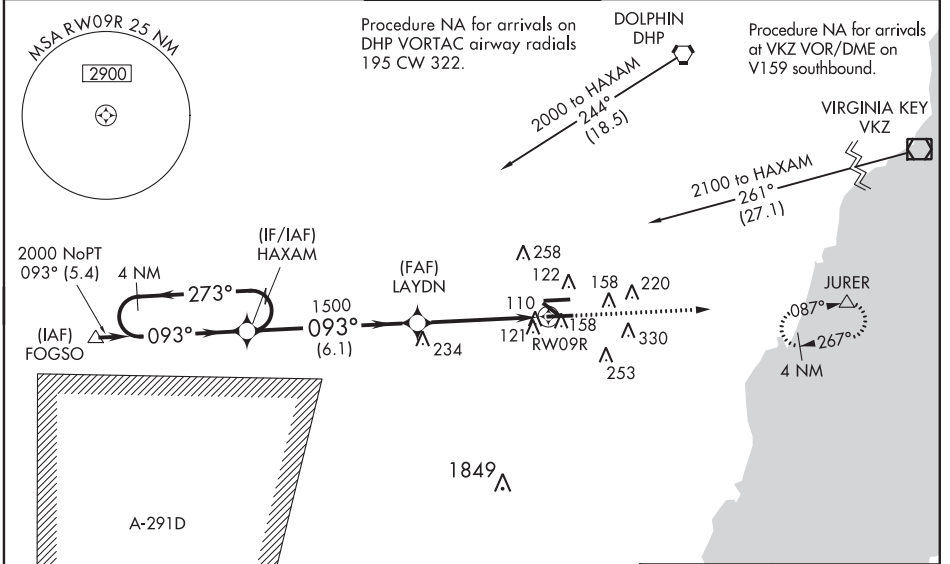 MSA RW09R 25 NM
2900
Procedure NA for arrivals on
DHP VORTAC airway radials
195 CW 322.
DOLPHIN
DHP
Procedure NA for arrivals
at VKZ VOR/DME on
V159 southbound.
2000 to HAXAM
244°
(18.5)
VIRGINIA KEY
VKZ
2100 to HAXAM
261°
(27.1)
2000 NoPT
093° (5.4)
4 NM
(IF/IAF)
HAXAM
273°
093°
(IAF)
FOGSO
1500
093°
(6.1)
(FAF)
LAYDN
234
258
122
110
121
158
RW09R
158
220
330
253
JURER
087°
267°
4 NM
1849
A-291D